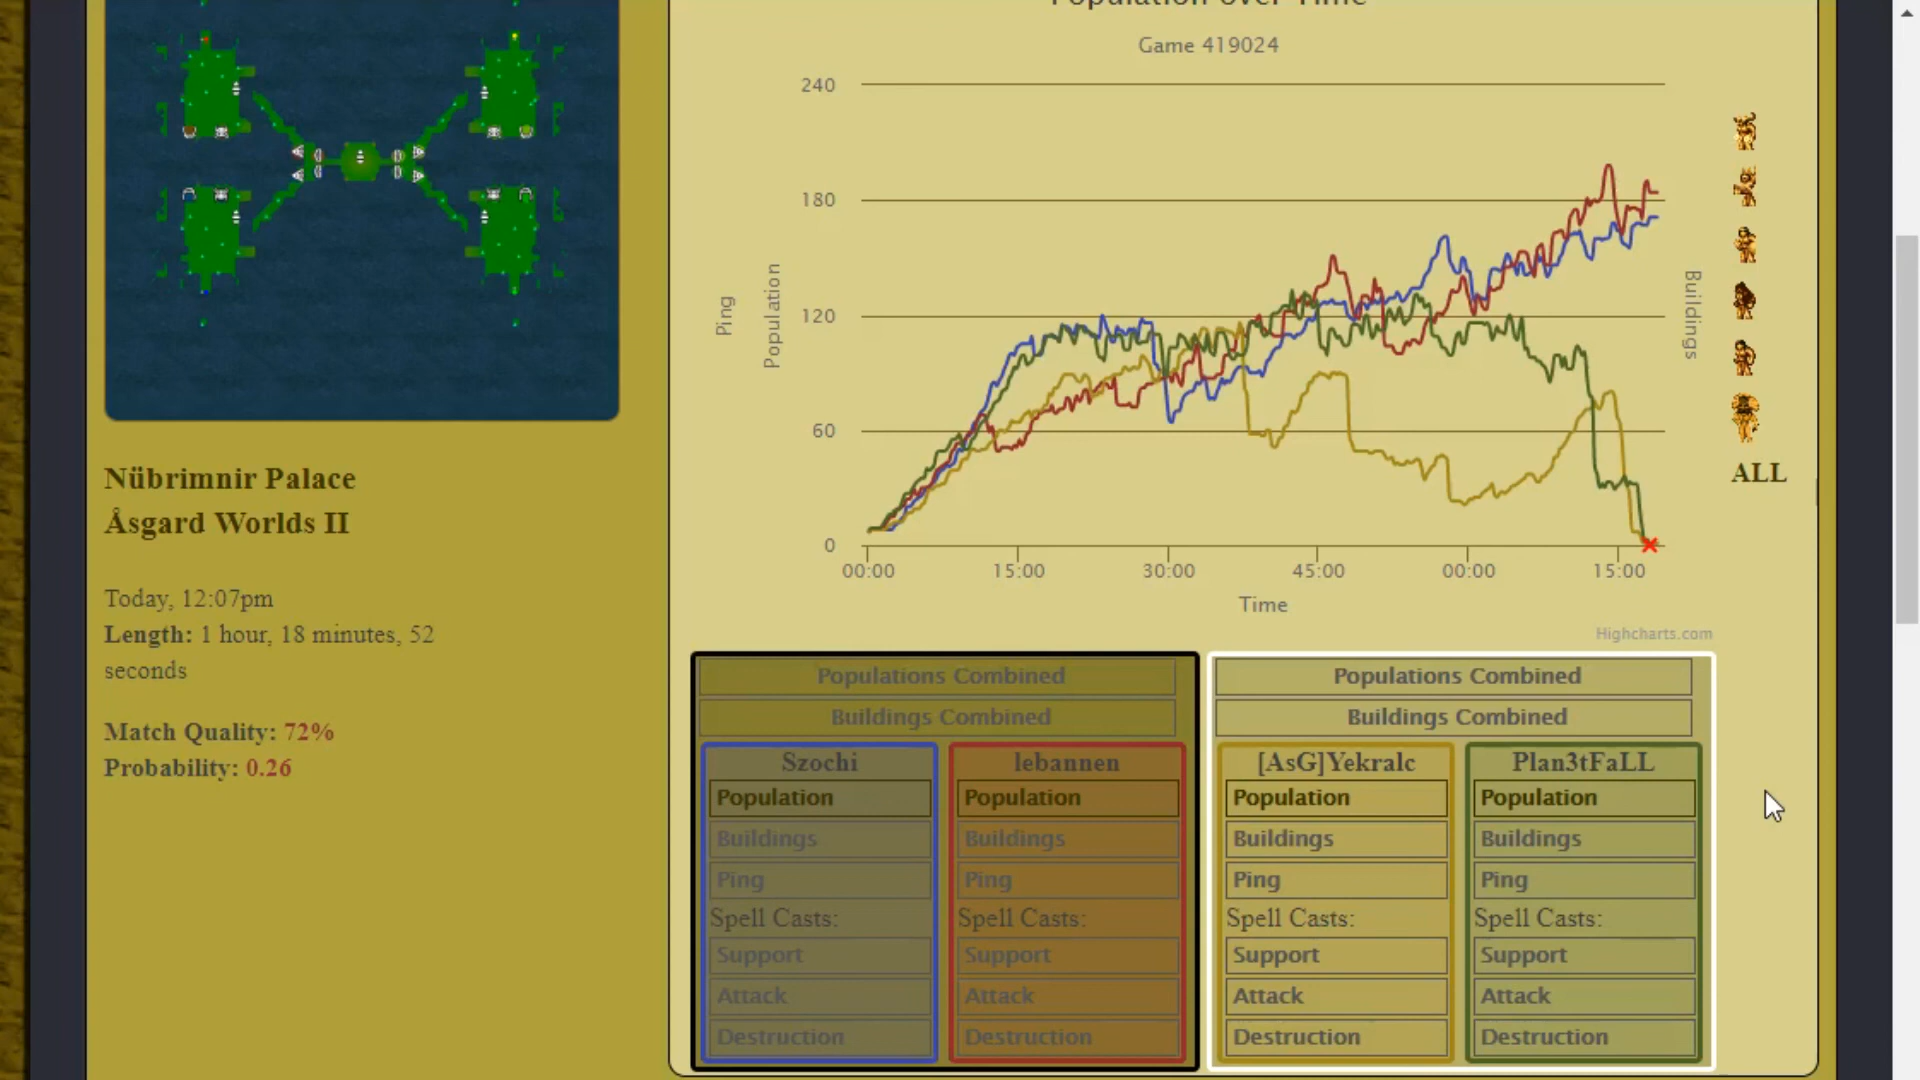 Population over Time
Game 419024
240
180
120
60
0
Ping
Population
Buildings
00:00
15:00
30:00
45:00
00:00
15:00
Time
Highcharts.com
ALL
Nübrimnir Palace
Åsgard Worlds II
Today, 12:07pm
Length: 1 hour, 18 minutes, 52
seconds
Match Quality: 72%
Probability: 0.26
Populations Combined
Buildings Combined
Szochi
Population
Buildings
Ping
Spell Casts:
Support
Attack
Destruction
lebannen
Population
Buildings
Ping
Spell Casts:
Support
Attack
Destruction
Populations Combined
Buildings Combined
[AsG]Yekralc
Population
Buildings
Ping
Spell Casts:
Support
Attack
Destruction
Plan3tFaLL
Population
Buildings
Ping
Spell Casts:
Support
Attack
Destruction